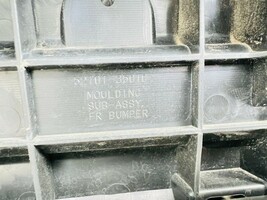 MOULDING
SUB-ASSY,
FR BUMPER